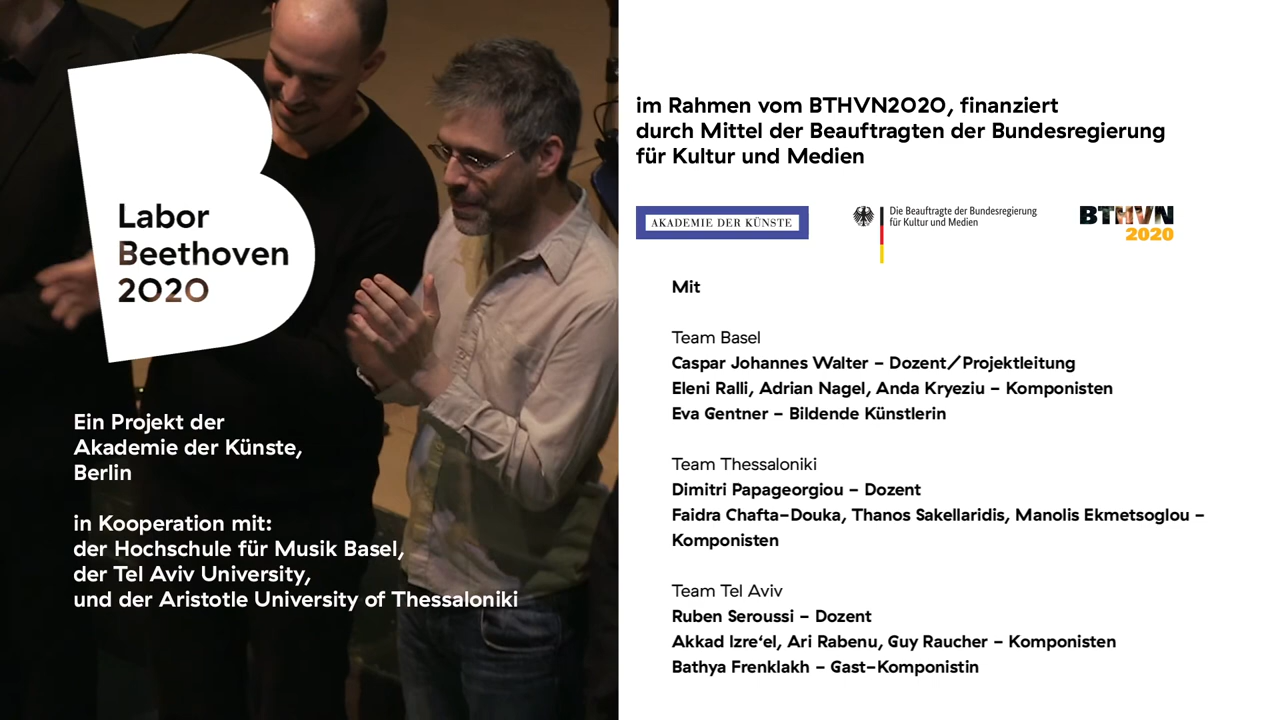 Labor
Beethoven
2020
Ein Projekt der
Akademie der Künste,
Berlin
in Kooperation mit:
der Hochschule für Musik Basel,
der Tel Aviv University,
und der Aristotle University of Thessaloniki
im Rahmen vom BTHVN2020, finanziert
durch Mittel der Beauftragten der Bundesregierung
für Kultur und Medien
AKADEMIE DER KÜNSTE
Die Beauftragte der Bundesregierung
für Kultur und Medien
BTHVN
2020
Mit
Team Basel
Caspar Johannes Walter – Dozent/Projektleitung
Eleni Ralli, Adrian Nagel, Anda Kryeziu – Komponisten
Eva Gentner – Bildende Künstlerin
Team Thessaloniki
Dimitri Papageorgiou – Dozent
Faidra Chafta-Douka, Thanos Sakellaridis, Manolis Ekmetsoglou –
Komponisten
Team Tel Aviv
Ruben Seroussi – Dozent
Akkad Izre‘el, Ari Rabenu, Guy Raucher – Komponisten
Bathya Frenklakh – Gast-Komponistin